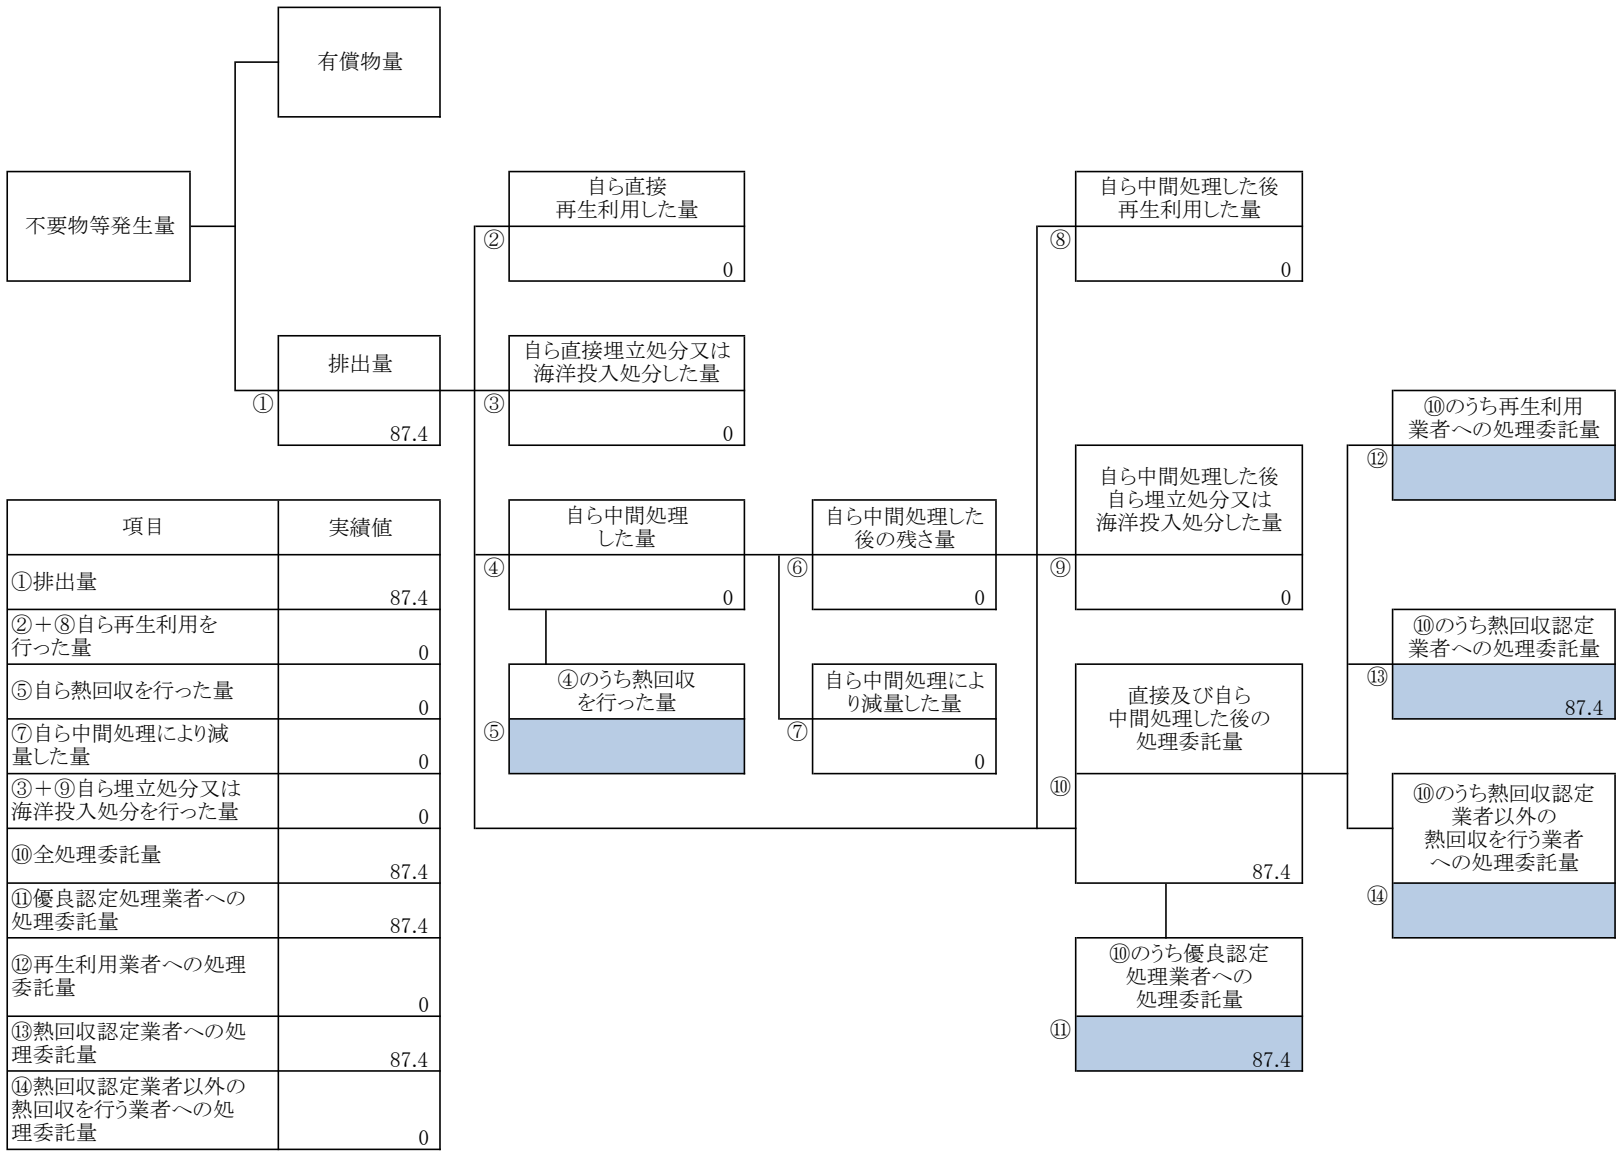 有償物量
不要物等発生量
自ら直接
再生利用した量
②
0
自ら中間処理した後
再生利用した量
⑧
0
排出量
①
87.4
自ら直接埋立処分又は
海洋投入処分した量
③
0
⑩のうち再生利用
業者への処理委託量
⑫
自ら中間処理した後
自ら埋立処分又は
海洋投入処分した量
⑨
0
自ら中間処理
した量
④
0
自ら中間処理した
後の残さ量
⑥
0
⑩のうち熱回収認定
業者への処理委託量
⑬
87.4
④のうち熱回収
を行った量
⑤
自ら中間処理によ
り減量した量
⑦
0
直接及び自ら
中間処理した後の
処理委託量
⑩
87.4
⑩のうち熱回収認定
業者以外の
熱回収を行う業者
への処理委託量
⑭
⑩のうち優良認定
処理業者への
処理委託量
⑪
87.4
項目
実績値
①排出量
87.4
②＋⑧自ら再生利用を
行った量
0
⑤自ら熱回収を行った量
0
⑦自ら中間処理により減
量した量
0
③＋⑨自ら埋立処分又は
海洋投入処分を行った量
0
⑩全処理委託量
87.4
⑪優良認定処理業者への
処理委託量
87.4
⑫再生利用業者への処理
委託量
0
⑬熱回収認定業者への処
理委託量
87.4
⑭熱回収認定業者以外の
熱回収を行う業者への処
理委託量
0